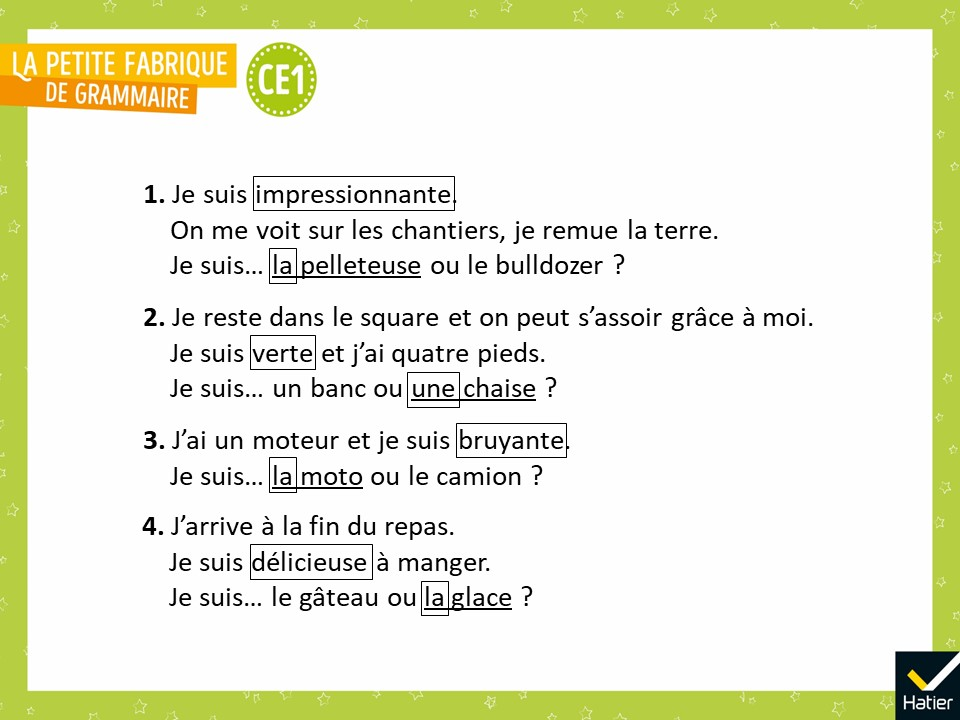 LA PETITE FABRIQUE
DE GRAMMAIRE
CE1
1. Je suis impressionnante.
On me voit sur les chantiers, je remue la terre.
Je suis… la pelleteuse ou le bulldozer ?
2. Je reste dans le square et on peut s’assoir grâce à moi.
Je suis verte et j’ai quatre pieds.
Je suis… un banc ou une chaise ?
3. J’ai un moteur et je suis bruyante.
Je suis… la moto ou le camion ?
4. J’arrive à la fin du repas.
Je suis délicieuse à manger.
Je suis… le gâteau ou la glace ?
Hatier